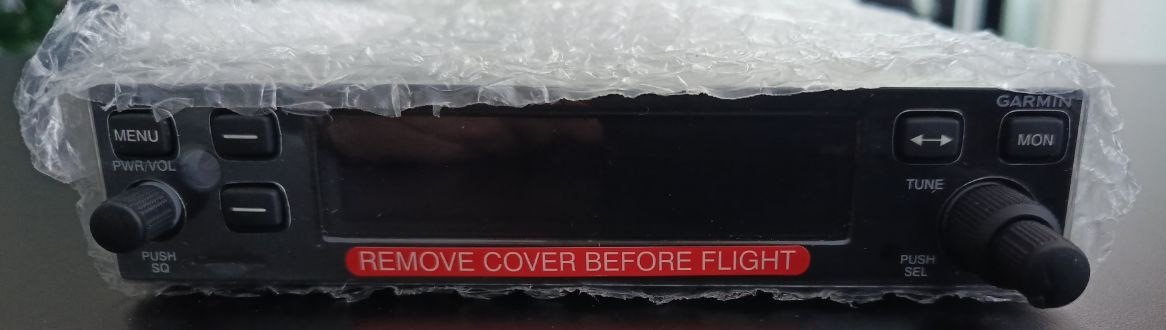 GARMIN
MENU
MON
PWR/VOL
TUNE
PUSH
SQ
PUSH
SEL
REMOVE COVER BEFORE FLIGHT